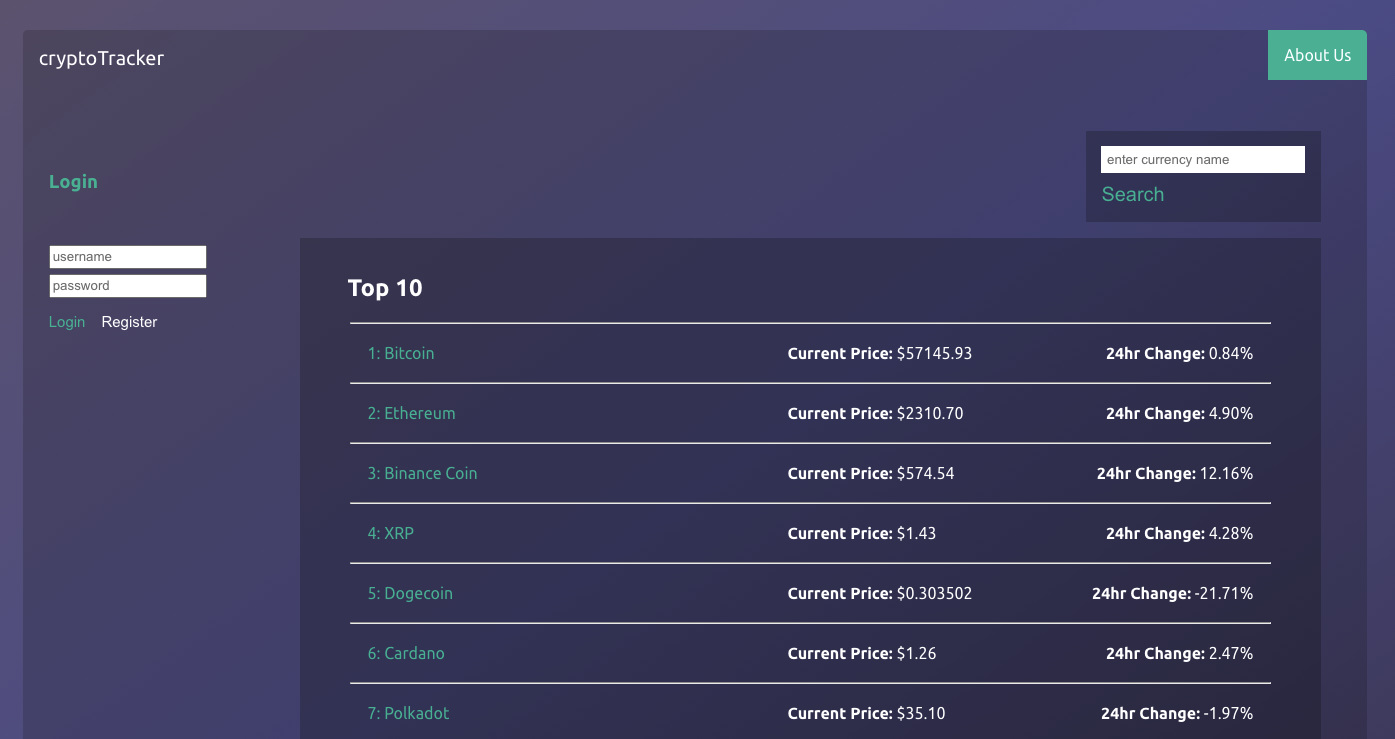 cryptoTracker
About Us
enter currency name
Search
Login
username
password
Login Register
Top 10
1: Bitcoin Current Price: $57145.93 24hr Change: 0.84%
2: Ethereum Current Price: $2310.70 24hr Change: 4.90%
3: Binance Coin Current Price: $574.54 24hr Change: 12.16%
4: XRP Current Price: $1.43 24hr Change: 4.28%
5: Dogecoin Current Price: $0.303502 24hr Change: -21.71%
6: Cardano Current Price: $1.26 24hr Change: 2.47%
7: Polkadot Current Price: $35.10 24hr Change: -1.97%